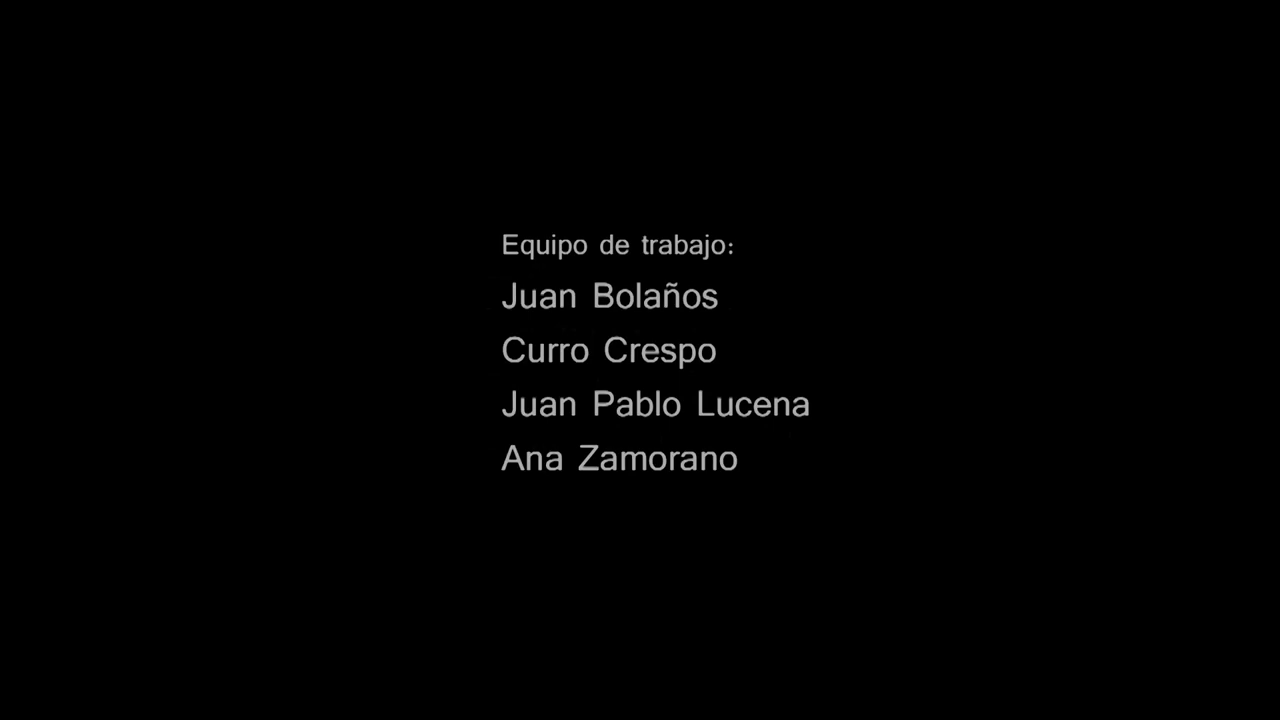 Equipo de trabajo:
Juan Bolaños
Curro Crespo
Juan Pablo Lucena
Ana Zamorano